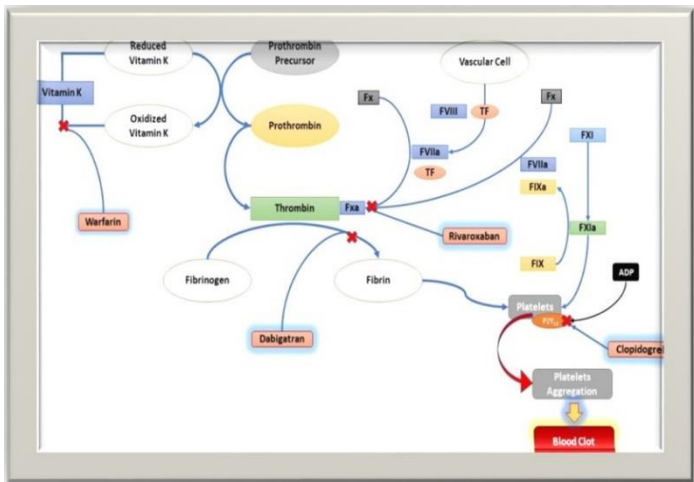 Reduced
Vitamin K
Prothrombin
Precursor
Vascular Cell
Vitamin K
Fx
Fx
FVIII
TF
Oxidized
Vitamin K
Prothrombin
FXI
FVIIa
TF
FVIIa
FIXa
Thrombin
Fxa
Warfarin
Rivaroxaban
FXIa
FIX
ADP
Fibrinogen
Fibrin
Platelets
Dabigatran
Clopidogrel
Platelets
Aggregation
Blood Clot